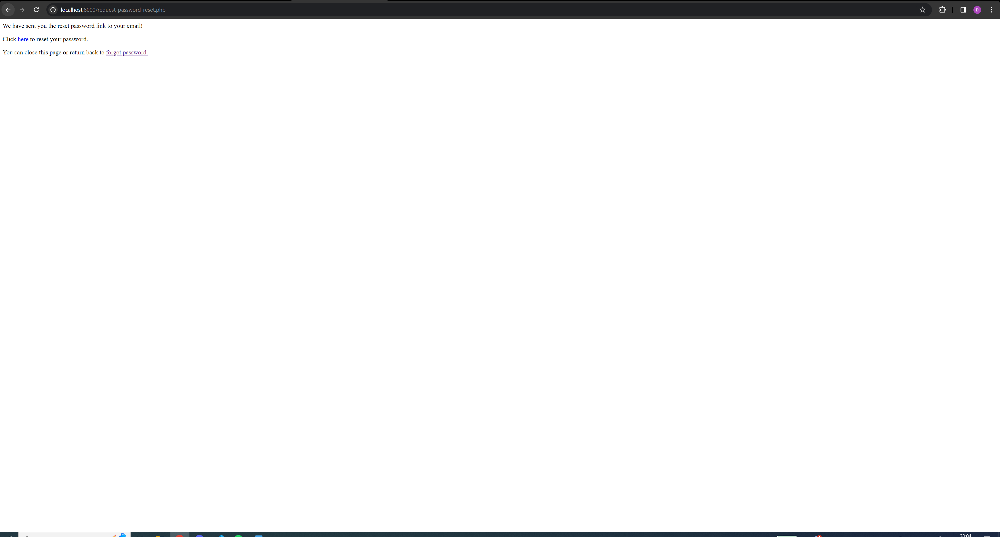 localhost:8000/request-password-reset.php
D
We have sent you the reset password link to your email!
Click here to reset your password.
You can close this page or return back to forgot password.
20:04